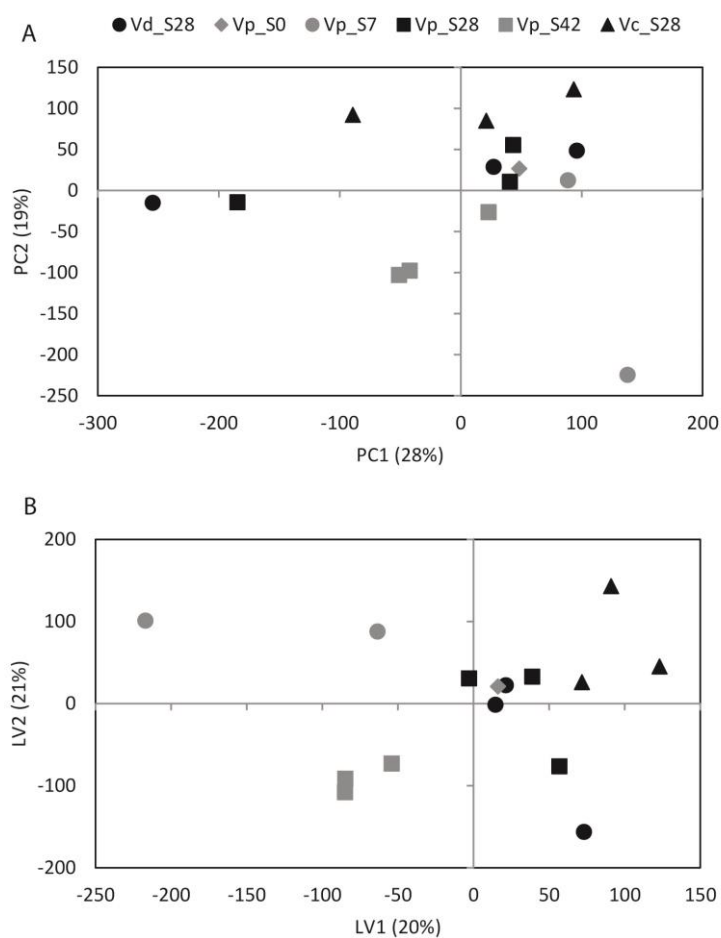 A
Vd_S28 Vp_S0 Vp_S7 Vp_S28 Vp_S42 Vc_S28
150
100
50
0
-50
-100
-150
-200
-250
PC2 (19%)
-300 -200 -100 0 100 200
PC1 (28%)
B
200
100
0
-100
-200
LV2 (21%)
-250 -200 -150 -100 -50 0 50 100 150
LV1 (20%)